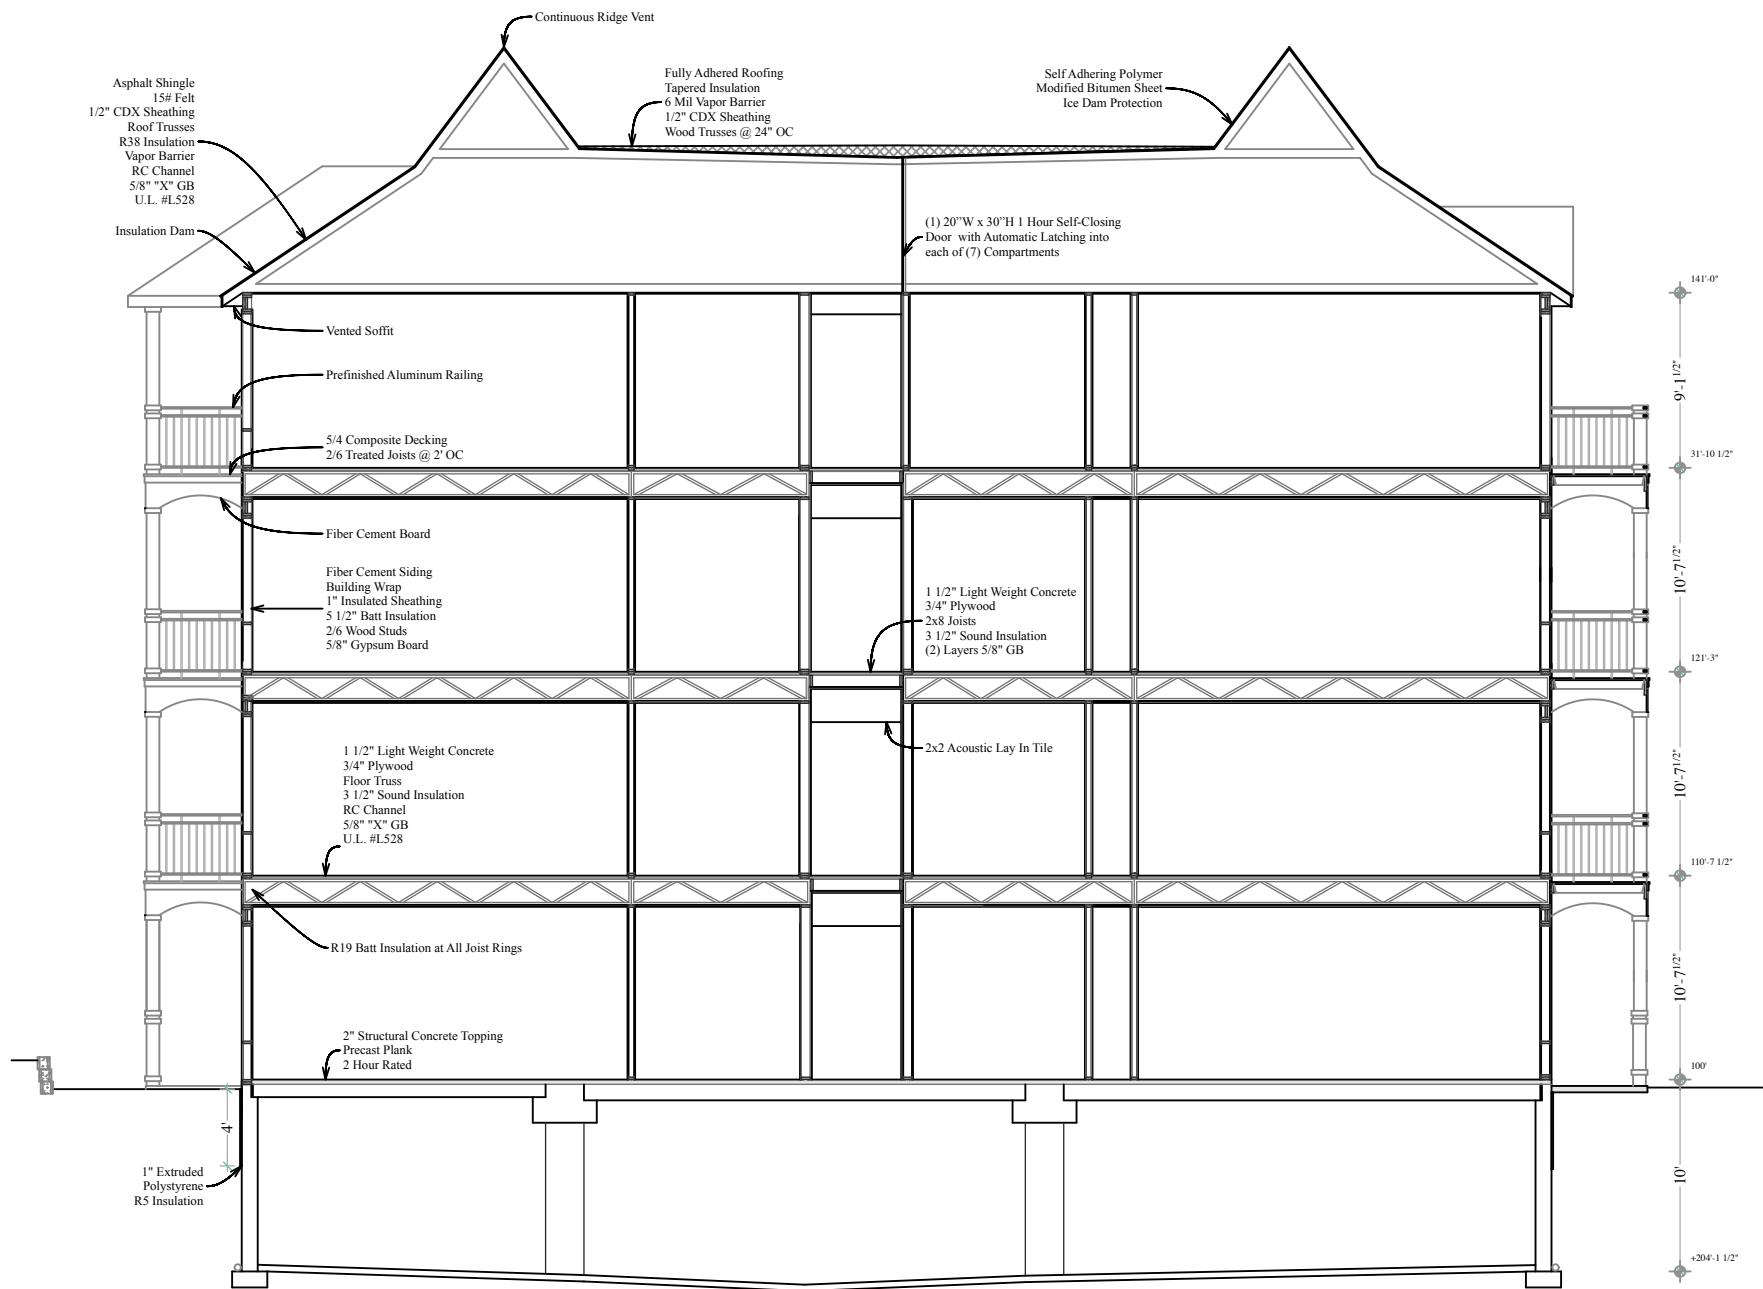 Continuous Ridge Vent
Asphalt Shingle
15# Felt
1/2" CDX Sheathing
Roof Trusses
R38 Insulation
Vapor Barrier
RC Channel
5/8" "X" GB
U.L. #L528
Insulation Dam
Fully Adhered Roofing
Tapered Insulation
6 Mil Vapor Barrier
1/2" CDX Sheathing
Wood Trusses @ 24" OC
Self Adhering Polymer
Modified Bitumen Sheet
Ice Dam Protection
(1) 20”W x 30”H 1 Hour Self-Closing
Door with Automatic Latching into
each of (7) Compartments
141'-0"
Vented Soffit
Prefinished Aluminum Railing
9'-1 1/2"
5/4 Composite Decking
2/6 Treated Joists @ 2' OC
31'-10 1/2"
Fiber Cement Board
Fiber Cement Siding
Building Wrap
1" Insulated Sheathing
5 1/2" Batt Insulation
2/6 Wood Studs
5/8" Gypsum Board
1 1/2" Light Weight Concrete
3/4" Plywood
2x8 Joists
3 1/2" Sound Insulation
(2) Layers 5/8" GB
10'-7 1/2"
121'-3"
2x2 Acoustic Lay In Tile
1 1/2" Light Weight Concrete
3/4" Plywood
Floor Truss
3 1/2" Sound Insulation
RC Channel
5/8" "X" GB
U.L. #L528
10'-7 1/2"
110'-7 1/2"
R19 Batt Insulation at All Joist Rings
10'-7 1/2"
2" Structural Concrete Topping
Precast Plank
2 Hour Rated
100'
4'
1" Extruded
Polystyrene
R5 Insulation
10'
+204'-1 1/2"